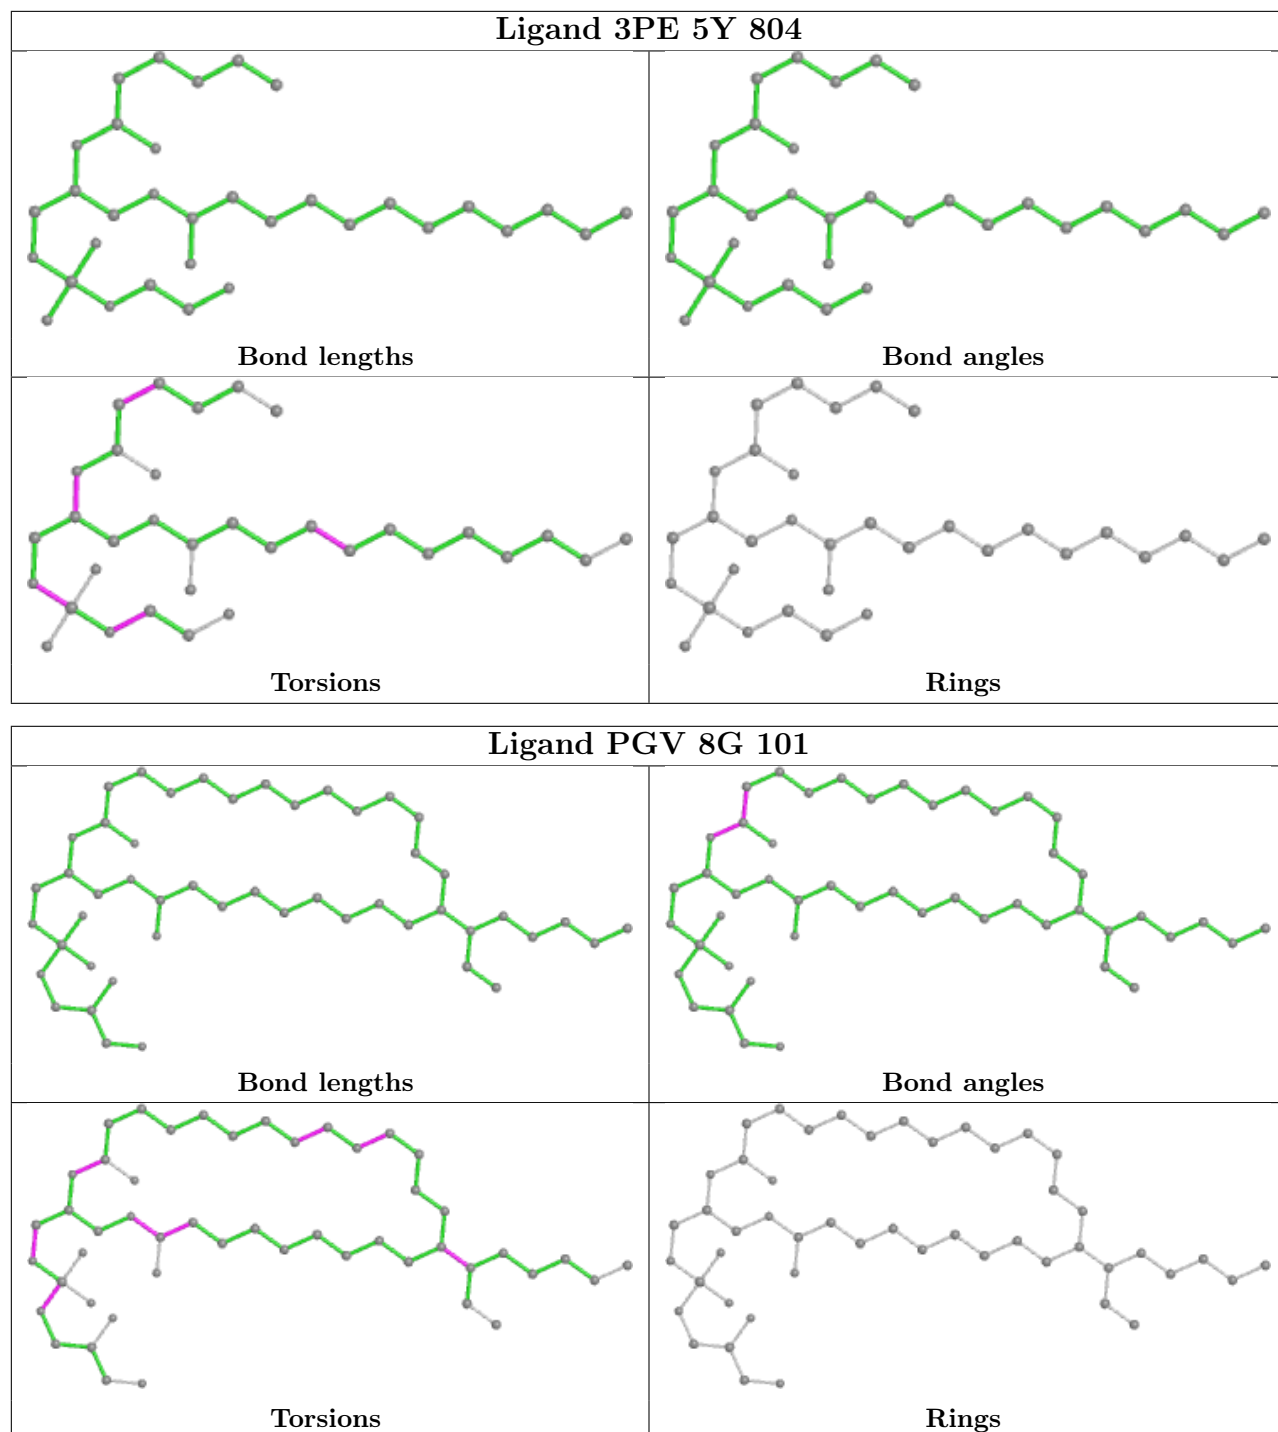 Ligand 3PE 5Y 804
Bond lengths
Bond angles
Torsions
Rings
Ligand PGV 8G 101
Bond lengths
Bond angles
Torsions
Rings